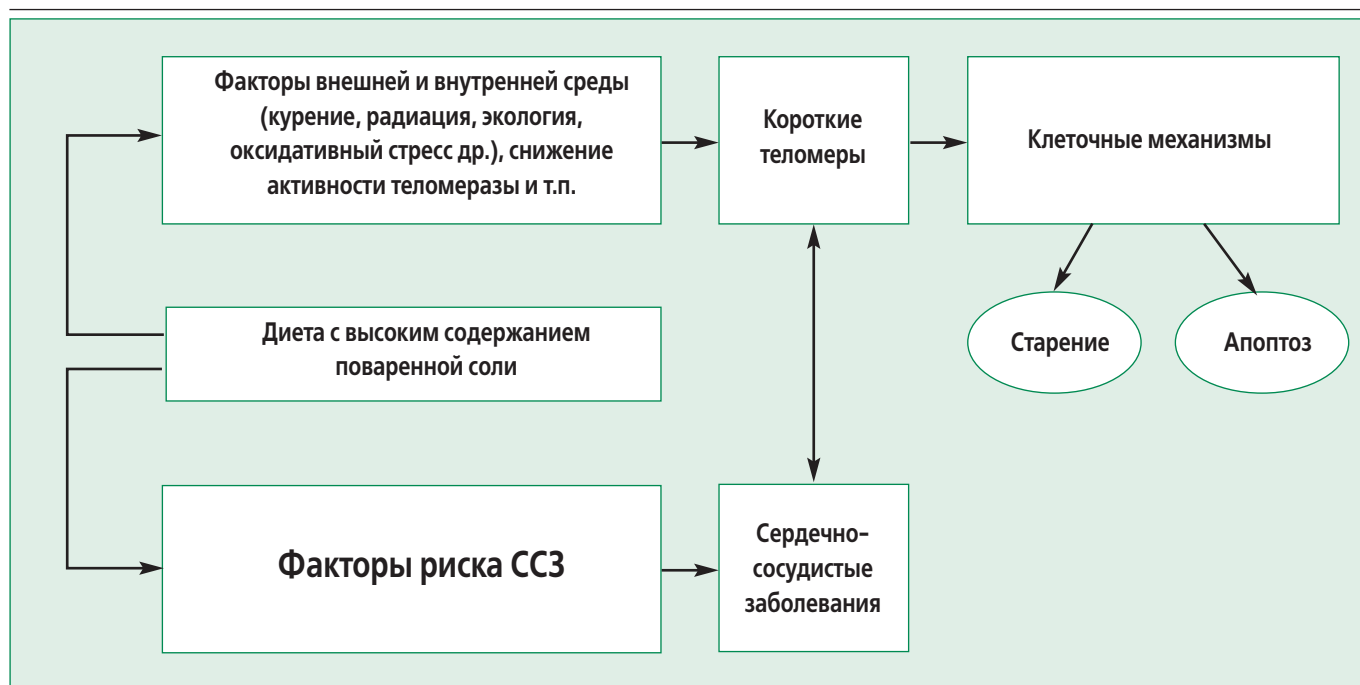 Факторы внешней и внутренней среды
(курение, радиация, экология,
оксидативный стресс др.), снижение
активности теломеразы и т.п.
Короткие
теломеры
Клеточные механизмы
Диета с высоким содержанием
поваренной соли
Старение
Апоптоз
Факторы риска ССЗ
Сердечно-
сосудистые
заболевания